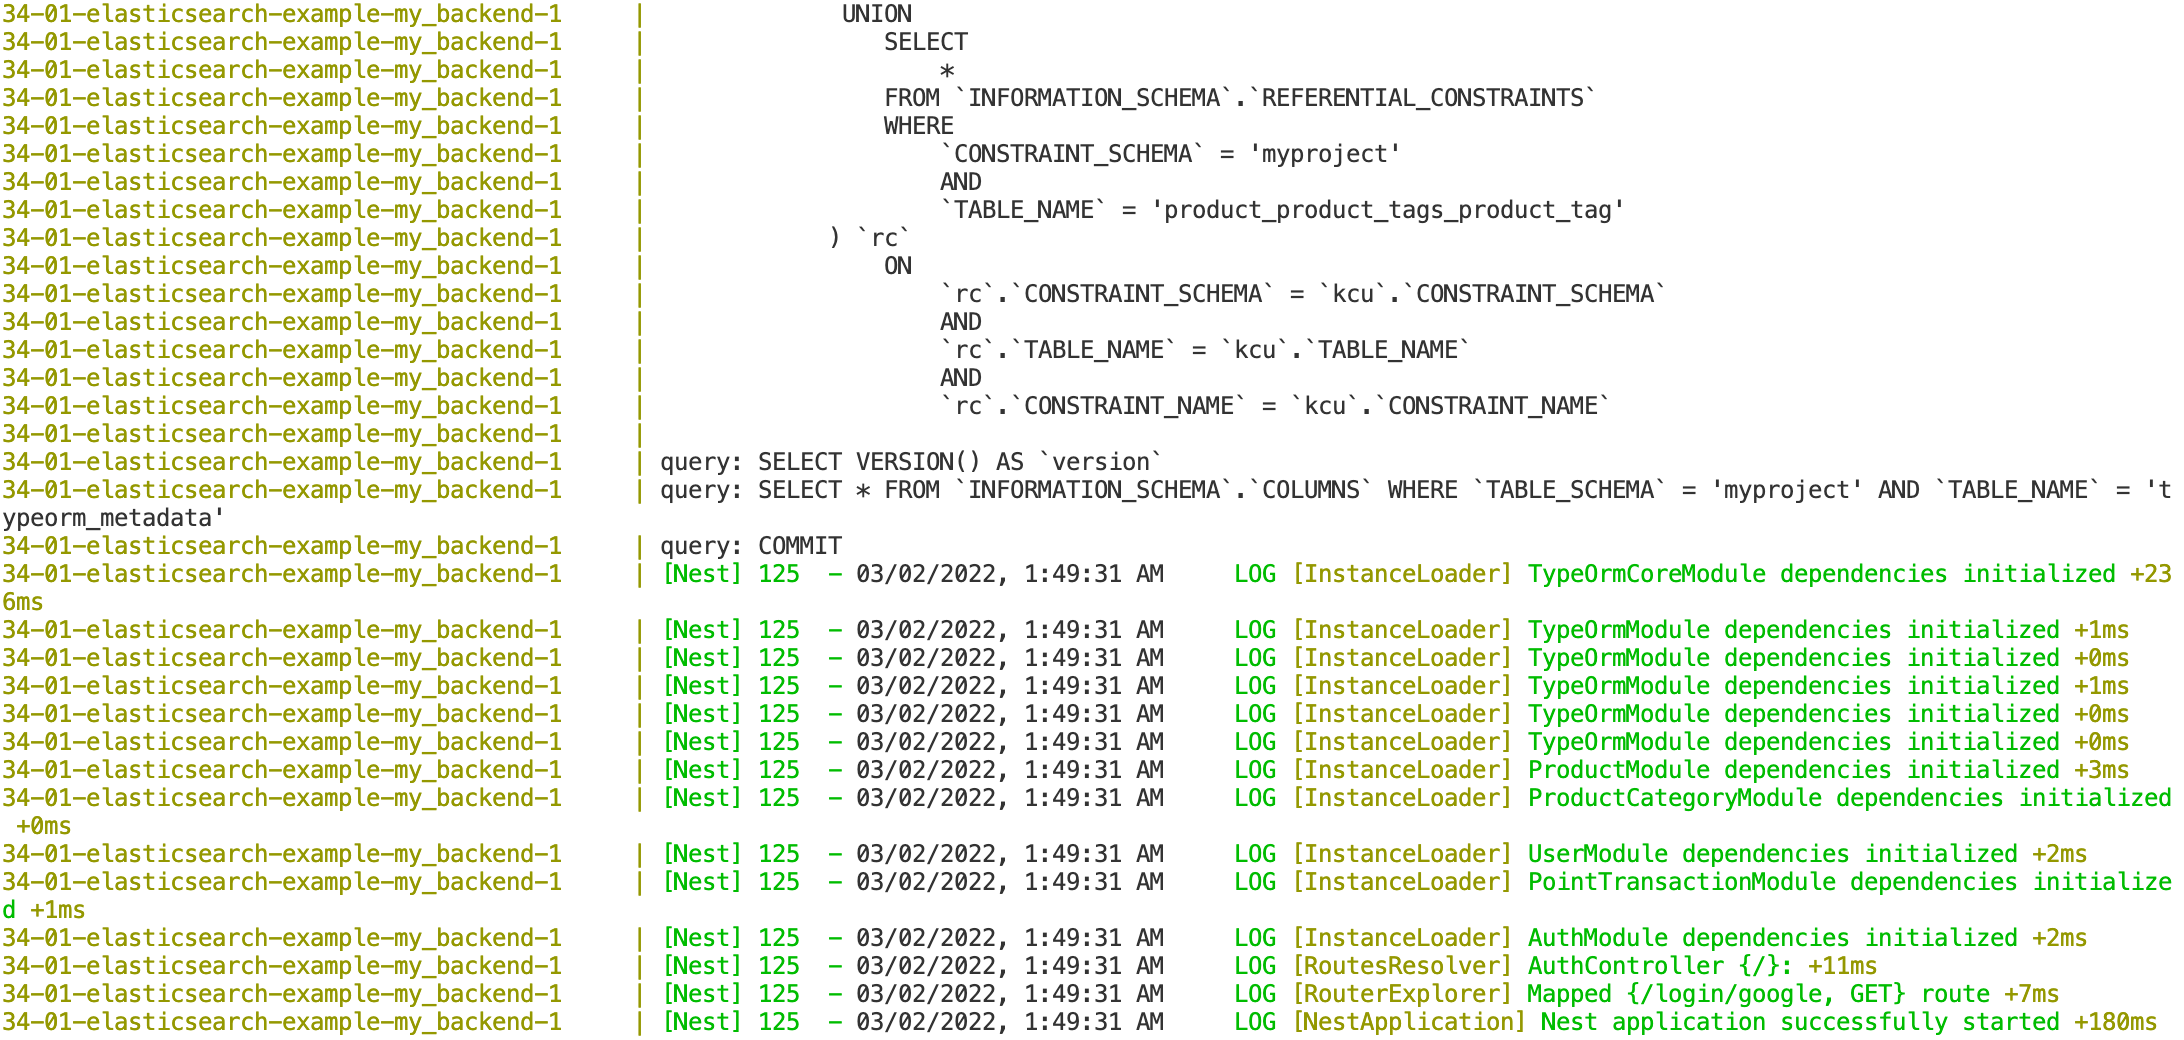 34-01-elasticsearch-example-my_backend-1 | UNION
34-01-elasticsearch-example-my_backend-1 | SELECT
34-01-elasticsearch-example-my_backend-1 | *
34-01-elasticsearch-example-my_backend-1 | FROM `INFORMATION_SCHEMA`.`REFERENTIAL_CONSTRAINTS`
34-01-elasticsearch-example-my_backend-1 | WHERE
34-01-elasticsearch-example-my_backend-1 | `CONSTRAINT_SCHEMA` = 'myproject'
34-01-elasticsearch-example-my_backend-1 | AND
34-01-elasticsearch-example-my_backend-1 | `TABLE_NAME` = 'product_product_tags_product_tag'
34-01-elasticsearch-example-my_backend-1 | ) `rc`
34-01-elasticsearch-example-my_backend-1 | ON
34-01-elasticsearch-example-my_backend-1 | `rc`.`CONSTRAINT_SCHEMA` = `kcu`.`CONSTRAINT_SCHEMA`
34-01-elasticsearch-example-my_backend-1 | AND
34-01-elasticsearch-example-my_backend-1 | `rc`.`TABLE_NAME` = `kcu`.`TABLE_NAME`
34-01-elasticsearch-example-my_backend-1 | AND
34-01-elasticsearch-example-my_backend-1 | `rc`.`CONSTRAINT_NAME` = `kcu`.`CONSTRAINT_NAME`
34-01-elasticsearch-example-my_backend-1 |
34-01-elasticsearch-example-my_backend-1 | query: SELECT VERSION() AS `version`
34-01-elasticsearch-example-my_backend-1 | query: SELECT * FROM `INFORMATION_SCHEMA`.`COLUMNS` WHERE `TABLE_SCHEMA` = 'myproject' AND `TABLE_NAME` = 't
ypeorm_metadata'
34-01-elasticsearch-example-my_backend-1 | query: COMMIT
34-01-elasticsearch-example-my_backend-1 | [Nest] 125 - 03/02/2022, 1:49:31 AM LOG [InstanceLoader] TypeOrmCoreModule dependencies initialized +23
6ms
34-01-elasticsearch-example-my_backend-1 | [Nest] 125 - 03/02/2022, 1:49:31 AM LOG [InstanceLoader] TypeOrmModule dependencies initialized +1ms
34-01-elasticsearch-example-my_backend-1 | [Nest] 125 - 03/02/2022, 1:49:31 AM LOG [InstanceLoader] TypeOrmModule dependencies initialized +0ms
34-01-elasticsearch-example-my_backend-1 | [Nest] 125 - 03/02/2022, 1:49:31 AM LOG [InstanceLoader] TypeOrmModule dependencies initialized +1ms
34-01-elasticsearch-example-my_backend-1 | [Nest] 125 - 03/02/2022, 1:49:31 AM LOG [InstanceLoader] TypeOrmModule dependencies initialized +0ms
34-01-elasticsearch-example-my_backend-1 | [Nest] 125 - 03/02/2022, 1:49:31 AM LOG [InstanceLoader] TypeOrmModule dependencies initialized +0ms
34-01-elasticsearch-example-my_backend-1 | [Nest] 125 - 03/02/2022, 1:49:31 AM LOG [InstanceLoader] ProductModule dependencies initialized +3ms
34-01-elasticsearch-example-my_backend-1 | [Nest] 125 - 03/02/2022, 1:49:31 AM LOG [InstanceLoader] ProductCategoryModule dependencies initialized
+0ms
34-01-elasticsearch-example-my_backend-1 | [Nest] 125 - 03/02/2022, 1:49:31 AM LOG [InstanceLoader] UserModule dependencies initialized +2ms
34-01-elasticsearch-example-my_backend-1 | [Nest] 125 - 03/02/2022, 1:49:31 AM LOG [InstanceLoader] PointTransactionModule dependencies initialize
d +1ms
34-01-elasticsearch-example-my_backend-1 | [Nest] 125 - 03/02/2022, 1:49:31 AM LOG [InstanceLoader] AuthModule dependencies initialized +2ms
34-01-elasticsearch-example-my_backend-1 | [Nest] 125 - 03/02/2022, 1:49:31 AM LOG [RoutesResolver] AuthController {/}: +11ms
34-01-elasticsearch-example-my_backend-1 | [Nest] 125 - 03/02/2022, 1:49:31 AM LOG [RouterExplorer] Mapped {/login/google, GET} route +7ms
34-01-elasticsearch-example-my_backend-1 | [Nest] 125 - 03/02/2022, 1:49:31 AM LOG [NestApplication] Nest application successfully started +180ms